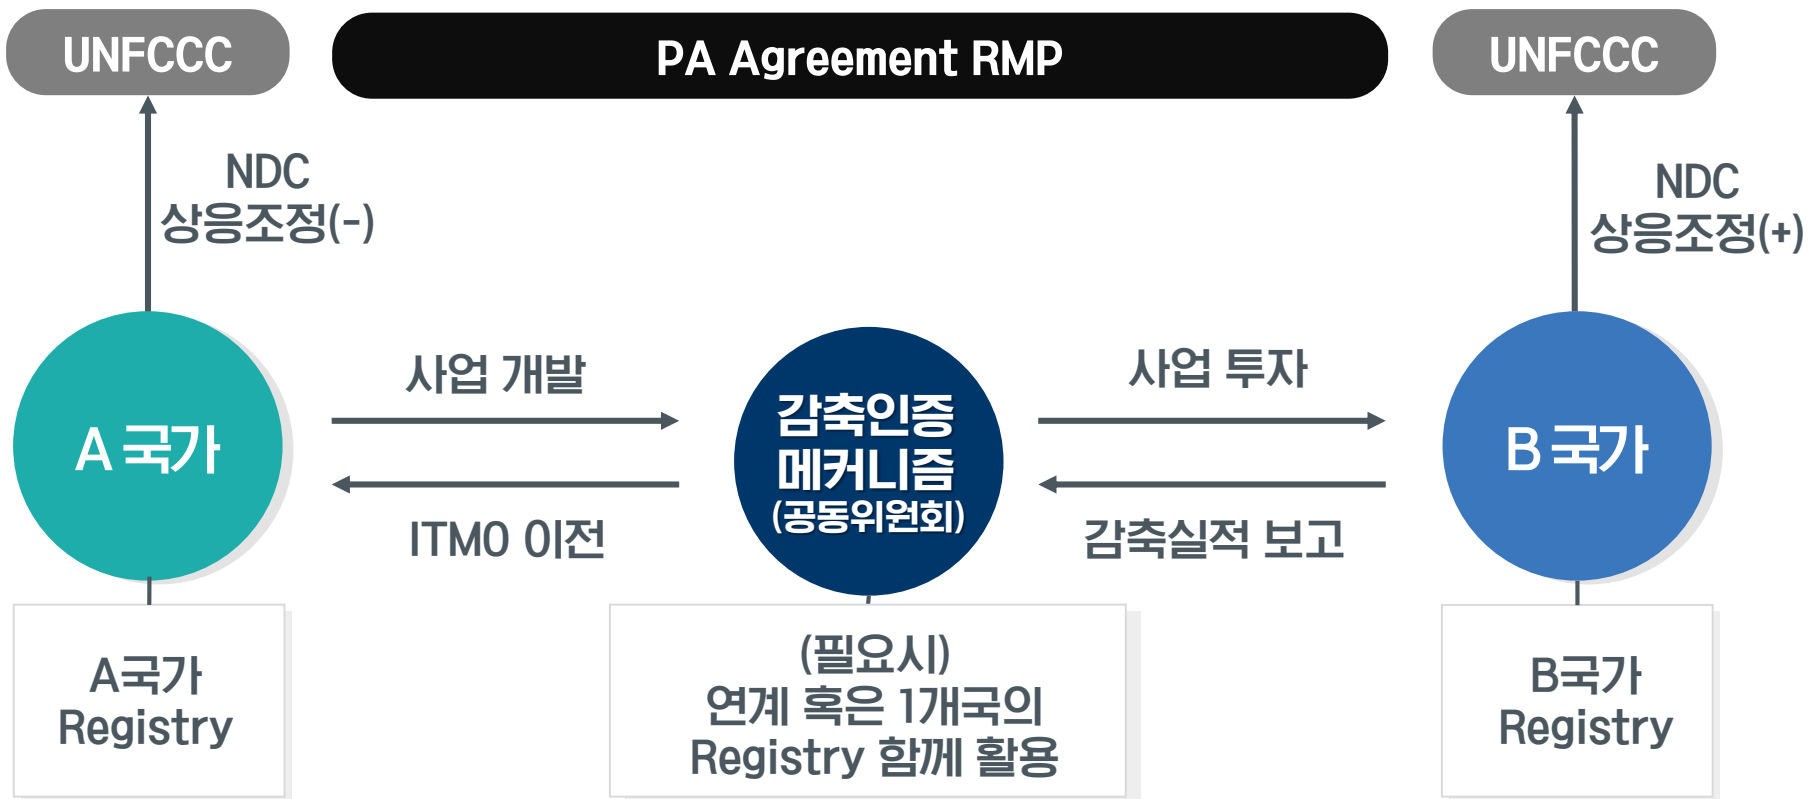 UNFCCC
PA Agreement RMP
UNFCCC
NDC
상응조정(-)
NDC
상응조정(+)
A 국가
사업 개발
ITMO 이전
감축인증
메커니즘
(공동위원회)
사업 투자
감축실적 보고
B 국가
A국가
Registry
(필요시)
연계 혹은 1개국의
Registry 함께 활용
B국가
Registry